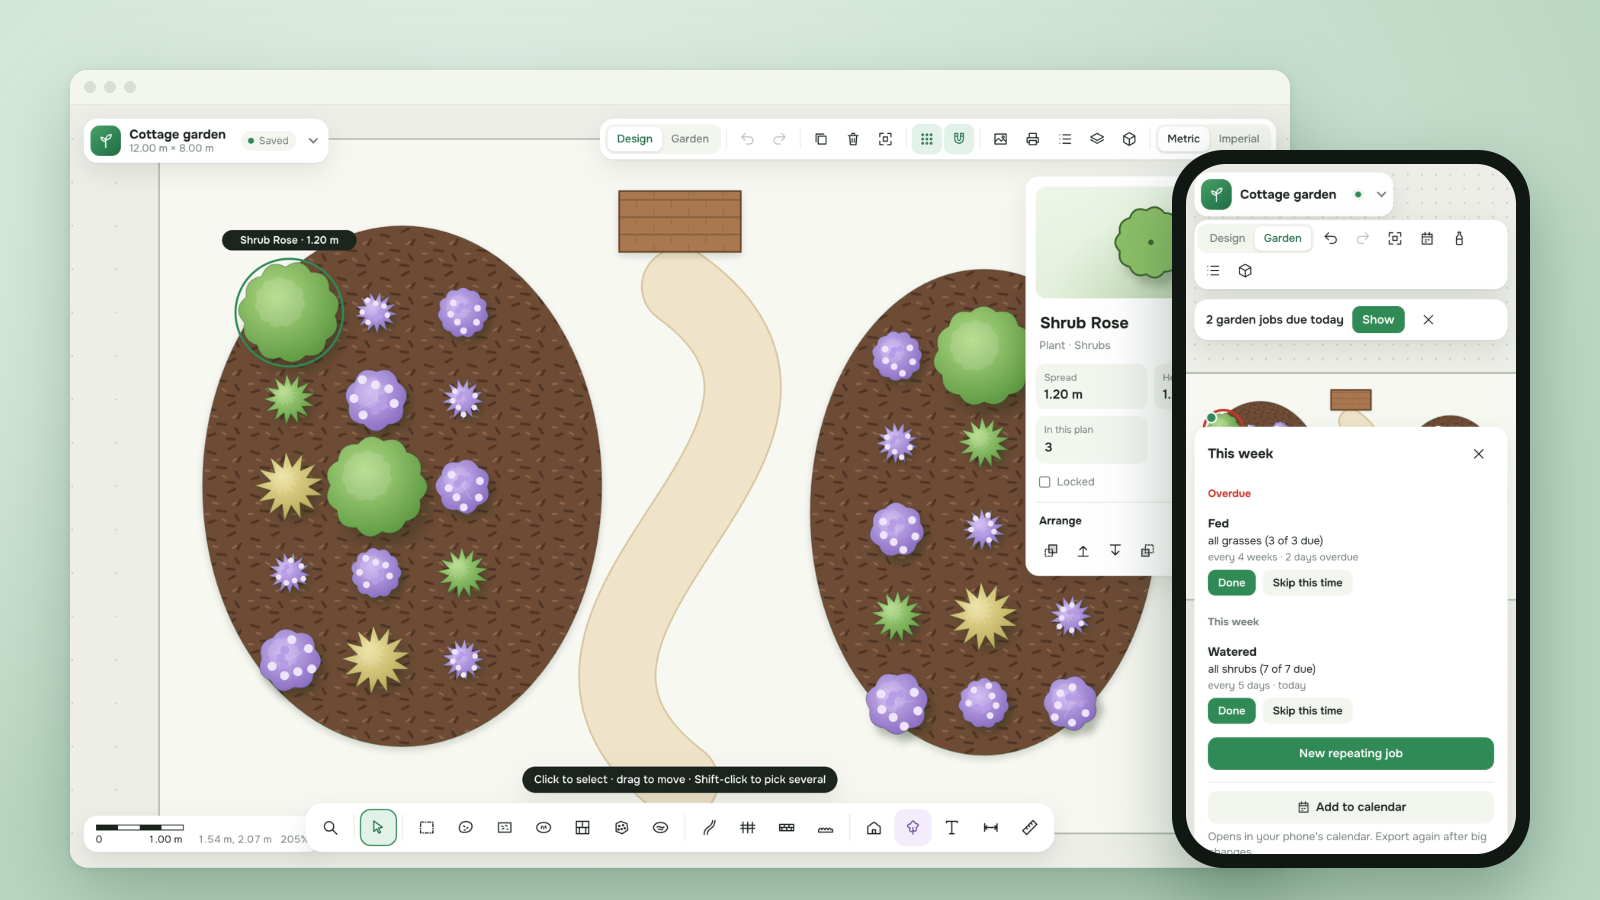 Cottage garden
12.00 m × 8.00 m
Saved
Design
Garden
Metric
Imperial
Shrub Rose · 1.20 m
Shrub Rose
Plant · Shrubs
Spread
1.20 m
In this plan
3
Locked
Arrange
Click to select · drag to move · Shift-click to pick several
0
1.00 m
1.54 m, 2.07 m
205%
Cottage garden
Design
Garden
2 garden jobs due today
Show
This week
Overdue
Fed
all grasses (3 of 3 due)
every 4 weeks · 2 days overdue
Done
Skip this time
This week
Watered
all shrubs (7 of 7 due)
every 5 days · today
Done
Skip this time
New repeating job
Add to calendar
Opens in your phone's calendar. Export again after big
changes.